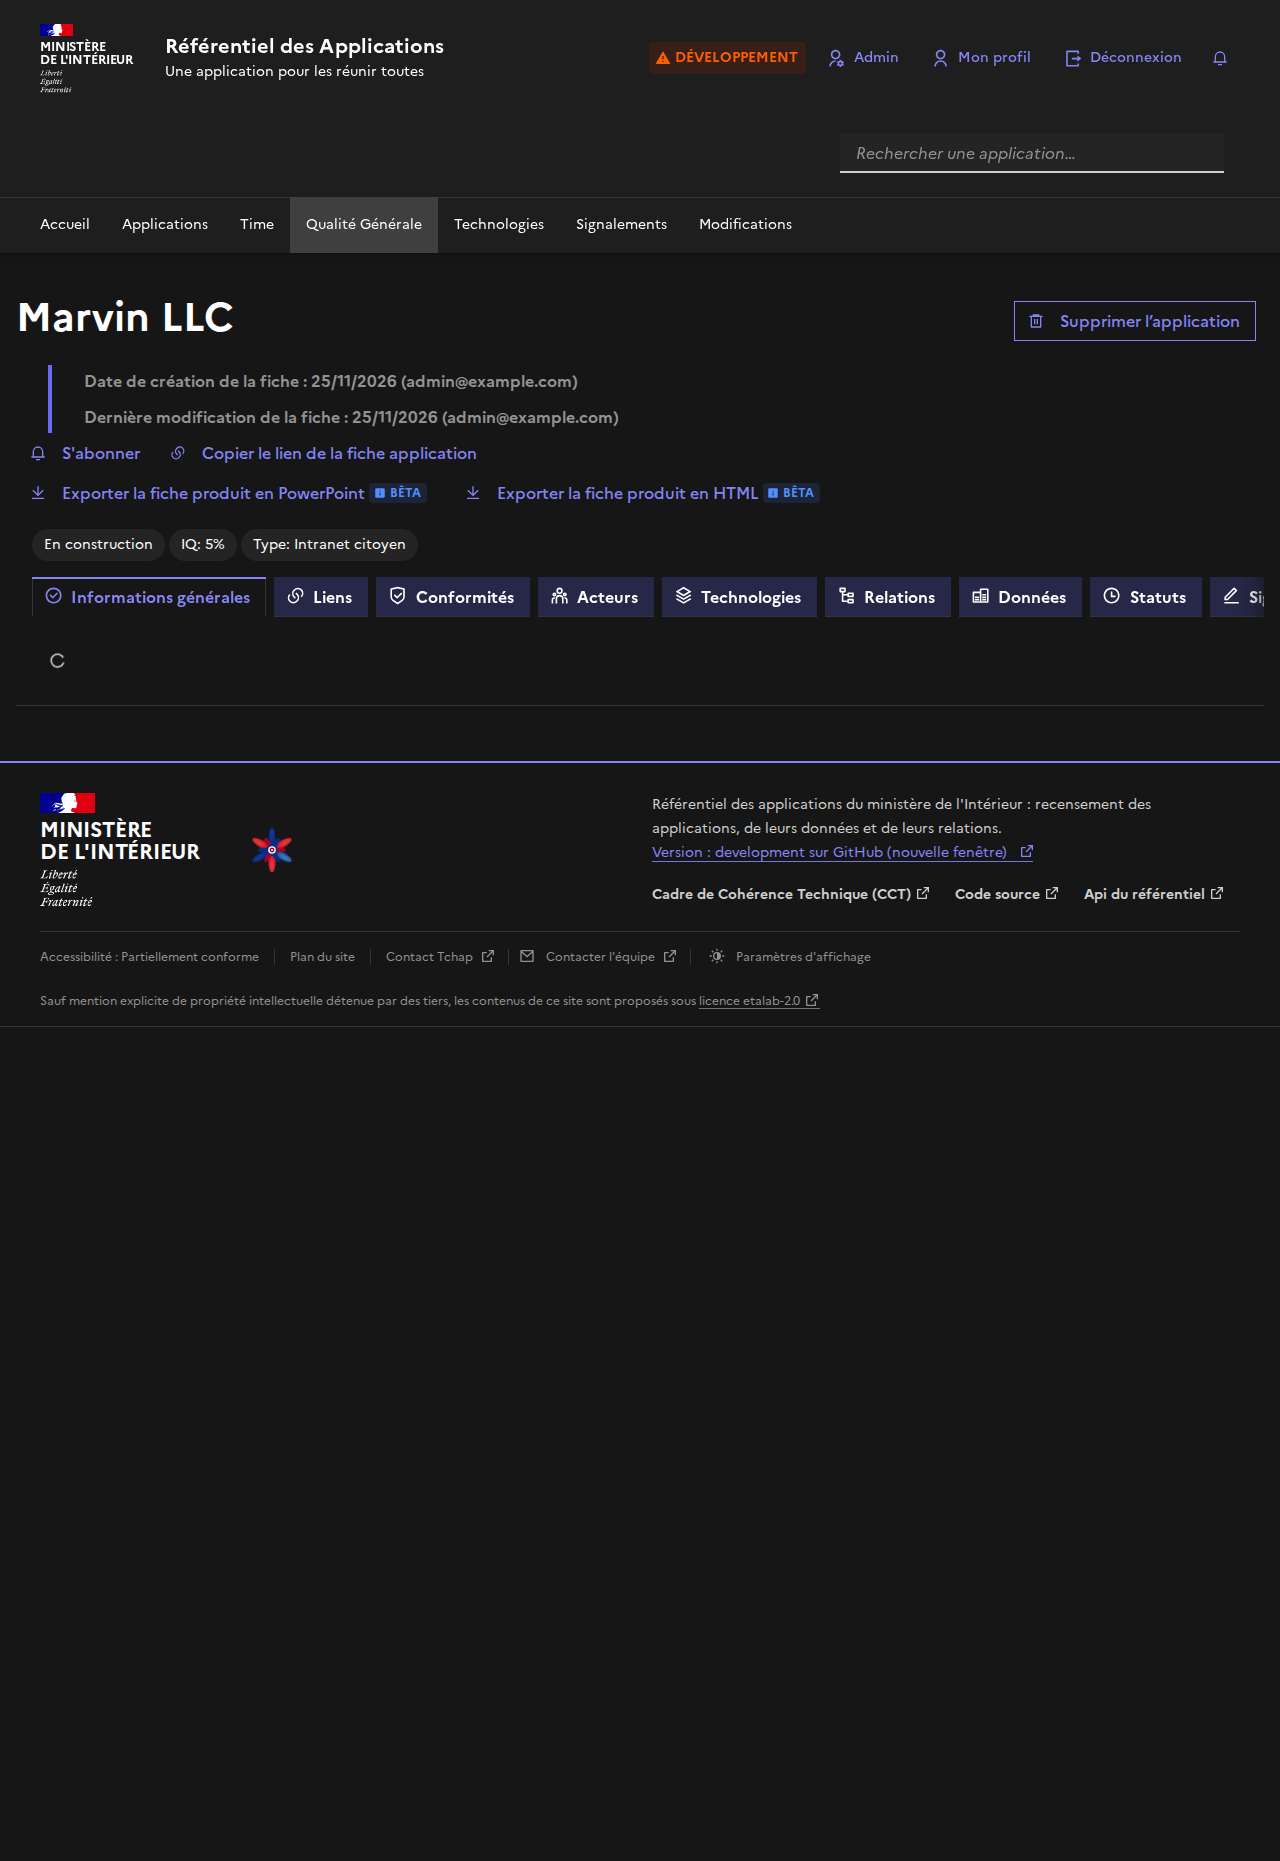 MINISTÈRE
DE L'INTÉRIEUR
Liberté
Égalité
Fraternité
Référentiel des Applications
Une application pour les réunir toutes
DÉVELOPPEMENT
Admin
Mon profil
Déconnexion
Rechercher une application…
Accueil
Applications
Time
Qualité Générale
Technologies
Signalements
Modifications
Marvin LLC
Supprimer l’application
Date de création de la fiche : 25/11/2026 (admin@example.com)
Dernière modification de la fiche : 25/11/2026 (admin@example.com)
S'abonner
Copier le lien de la fiche application
Exporter la fiche produit en PowerPoint BÊTA
Exporter la fiche produit en HTML BÊTA
En construction
IQ: 5%
Type: Intranet citoyen
Informations générales
Liens
Conformités
Acteurs
Technologies
Relations
Données
Statuts
MINISTÈRE
DE L'INTÉRIEUR
Liberté
Égalité
Fraternité
Référentiel des applications du ministère de l'Intérieur : recensement des
applications, de leurs données et de leurs relations.
Version : development sur GitHub (nouvelle fenêtre)
Cadre de Cohérence Technique (CCT)
Code source
Api du référentiel
Accessibilité : Partiellement conforme
Plan du site
Contact Tchap
Contacter l'équipe
Paramètres d'affichage
Sauf mention explicite de propriété intellectuelle détenue par des tiers, les contenus de ce site sont proposés sous licence etalab-2.0